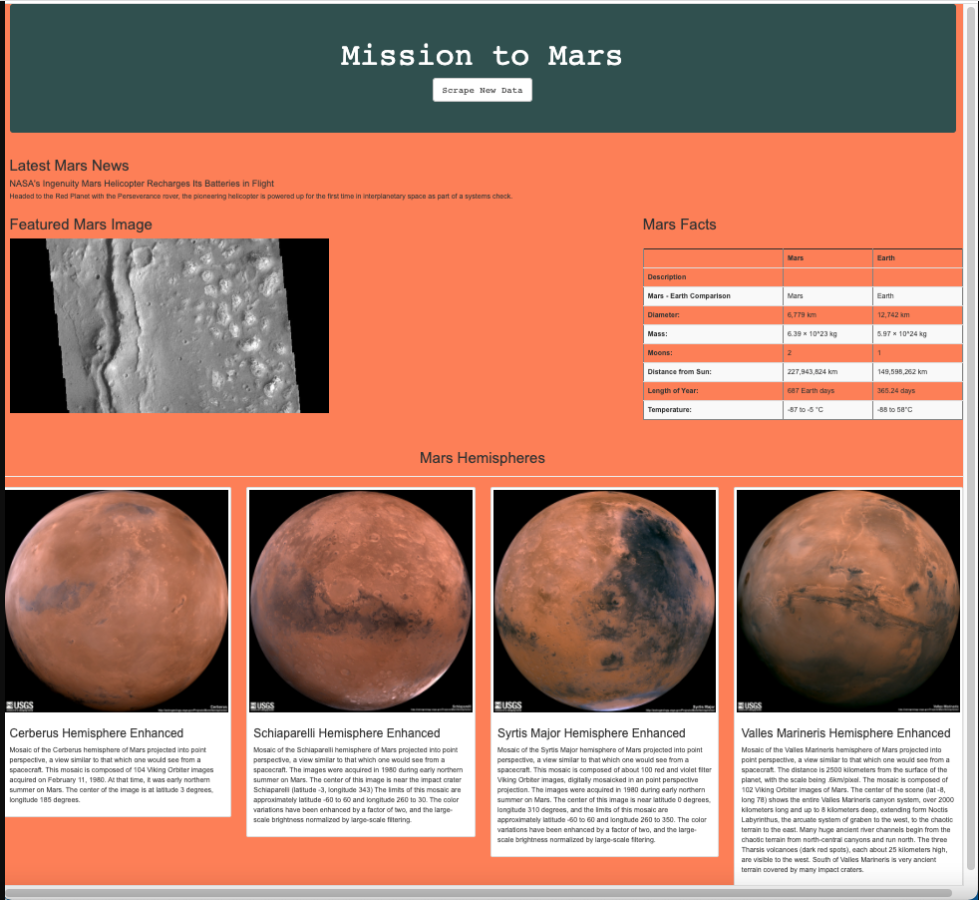 Mission to Mars
Scrape New Data
Latest Mars News
NASA's Ingenuity Mars Helicopter Recharges Its Batteries in Flight
Headed to the Red Planet with the Perseverance rover, the pioneering helicopter is powered up for the first time in interplanetary space as part of a systems check.
Featured Mars Image
Mars Facts
Mars Earth
Description
Mars - Earth Comparison Mars Earth
Diameter: 6,779 km 12,742 km
Mass: 6.39 × 10^23 kg 5.97 × 10^24 kg
Moons: 2 1
Distance from Sun: 227,943,824 km 149,598,262 km
Length of Year: 687 Earth days 365.24 days
Temperature: -87 to -5 °C -88 to 58°C
Mars Hemispheres
USGS
Cerberus Hemisphere Enhanced
Mosaic of the Cerberus hemisphere of Mars projected into point
perspective, a view similar to that which one would see from a
spacecraft. This mosaic is composed of 104 Viking Orbiter images
acquired on February 11, 1980. At that time, it was early northern
summer on Mars. The center of the image is at latitude 3 degrees,
longitude 185 degrees.
USGS
Schiaparelli Hemisphere Enhanced
Mosaic of the Schiaparelli hemisphere of Mars projected into point
perspective, a view similar to that which one would see from a
spacecraft. The images were acquired in 1980 during early northern
summer on Mars. The center of this image is near the impact crater
Schiaparelli (latitude -3, longitude 343) The limits of this mosaic are
approximately latitude -60 to 60 and longitude 260 to 30. The color
variations have been enhanced by a factor of two, and the large-
scale brightness normalized by large-scale filtering.
USGS
Syrtis Major Hemisphere Enhanced
Mosaic of the Syrtis Major hemisphere of Mars projected into point
perspective, a view similar to that which one would see from a
spacecraft. This mosaic is composed of about 100 red and violet filter
Viking Orbiter images, digitally mosaicked in an point perspective
projection. The images were acquired in 1980 during early northern
summer on Mars. The center of this image is near latitude 0 degrees,
longitude 310 degrees, and the limits of this mosaic are
approximately latitude -60 to 60 and longitude 260 to 350. The color
variations have been enhanced by a factor of two, and the large-
scale brightness normalized by large-scale filtering.
USGS
Valles Marineris Hemisphere Enhanced
Mosaic of the Valles Marineris hemisphere of Mars projected into
point perspective, a view similar to that which one would see from a
spacecraft. The distance is 2500 kilometers from the surface of the
planet, with the scale being .6km/pixel. The mosaic is composed of
102 Viking Orbiter images of Mars. The center of the scene (lat -8,
long 78) shows the entire Valles Marineris canyon system, over 2000
kilometers long and up to 8 kilometers deep, extending form Noctis
Labyrinthus, the arcuate system of graben to the west, to the chaotic
terrain to the east. Many huge ancient river channels begin from the
chaotic terrain from north-central canyons and run north. The three
Tharsis volcanoes (dark red spots), each about 25 kilometers high,
are visible to the west. South of Valles Marineris is very ancient
terrain covered by many impact craters.